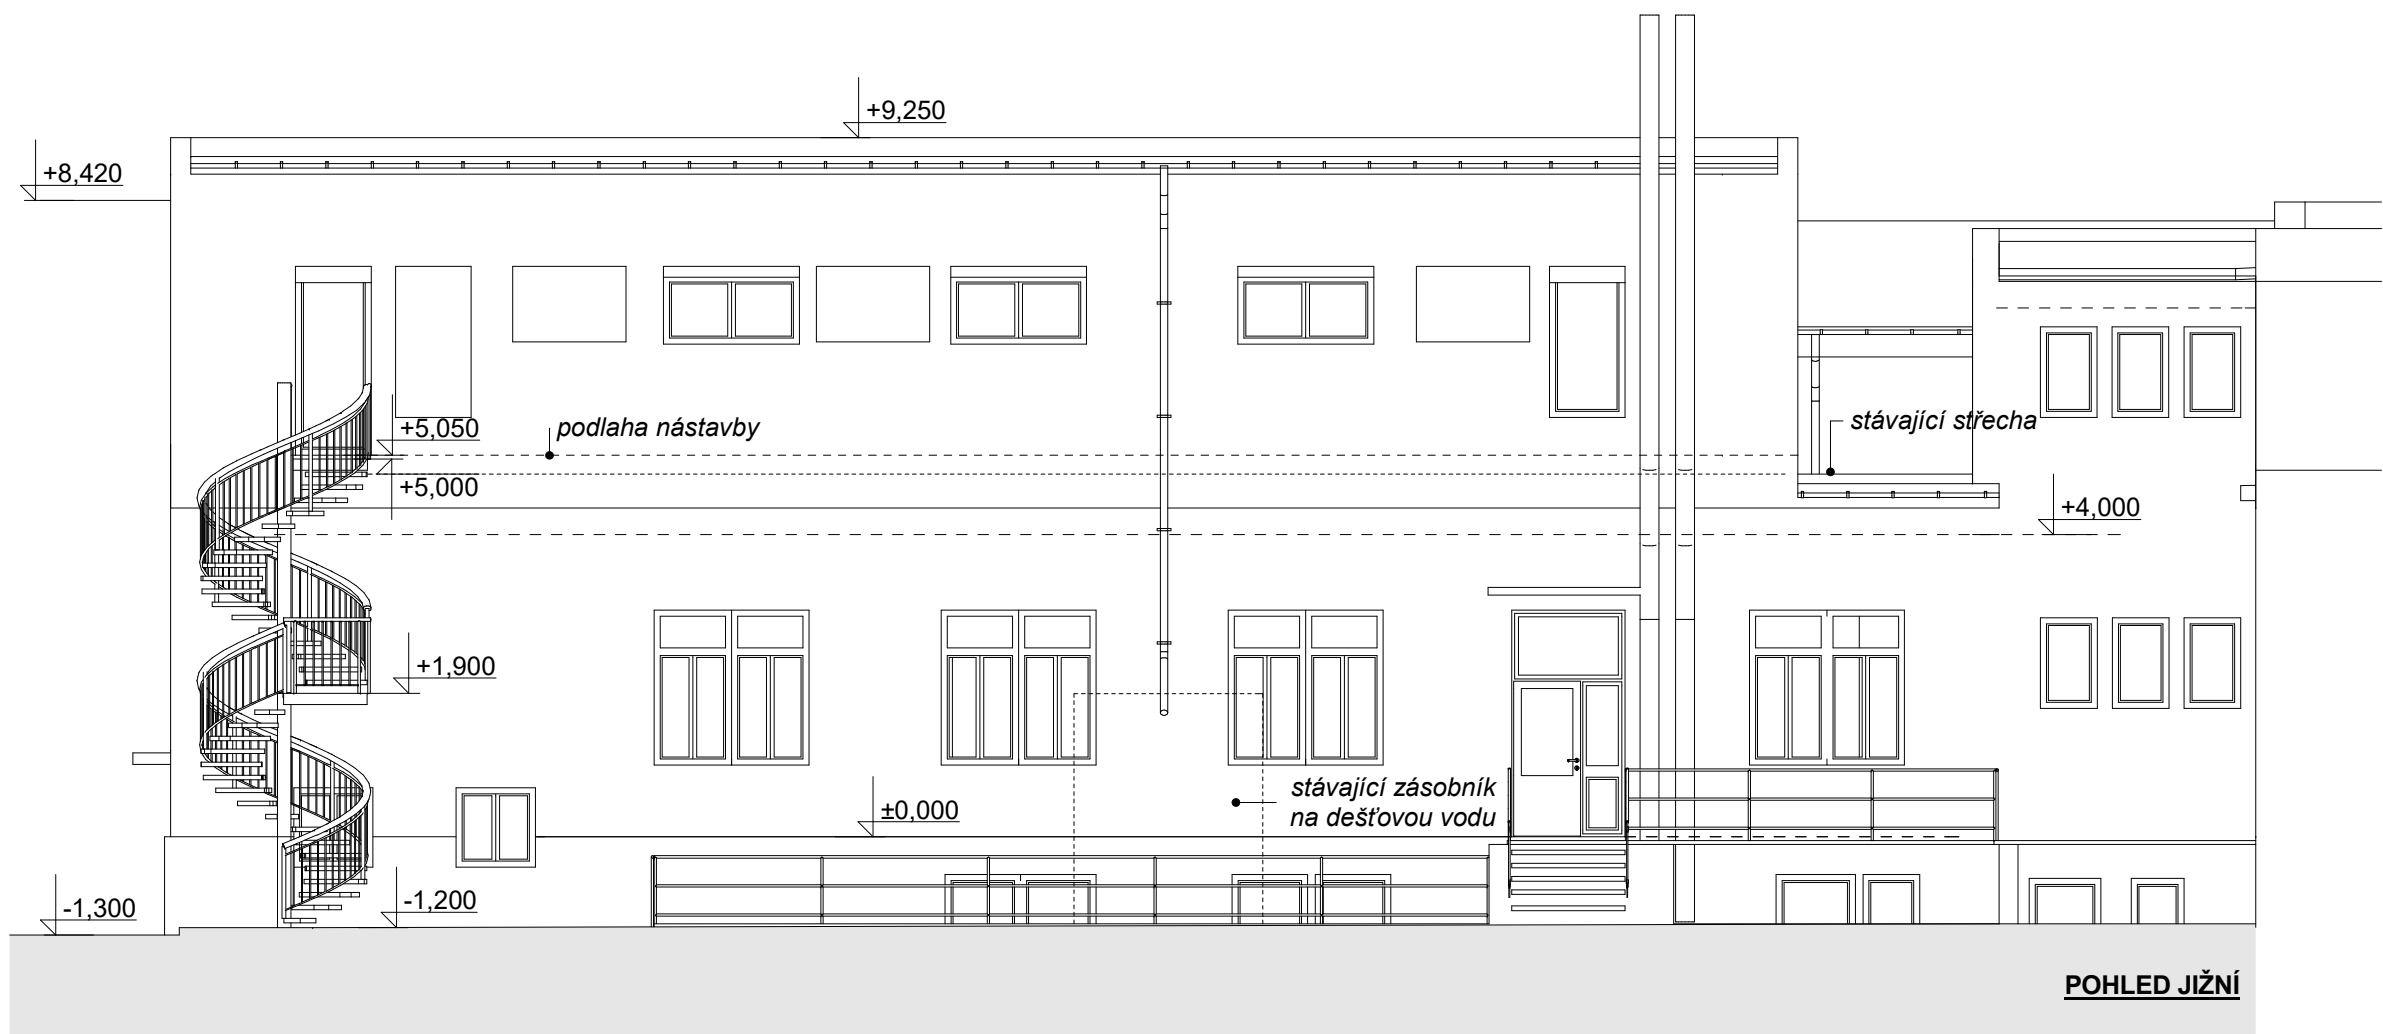 +9,250
+8,420
+5,050
podlaha nástavby
stávající střecha
+5,000
+4,000
+1,900
stávající zásobník
na dešťovou vodu
±0,000
-1,300
-1,200
POHLED JIŽNÍ